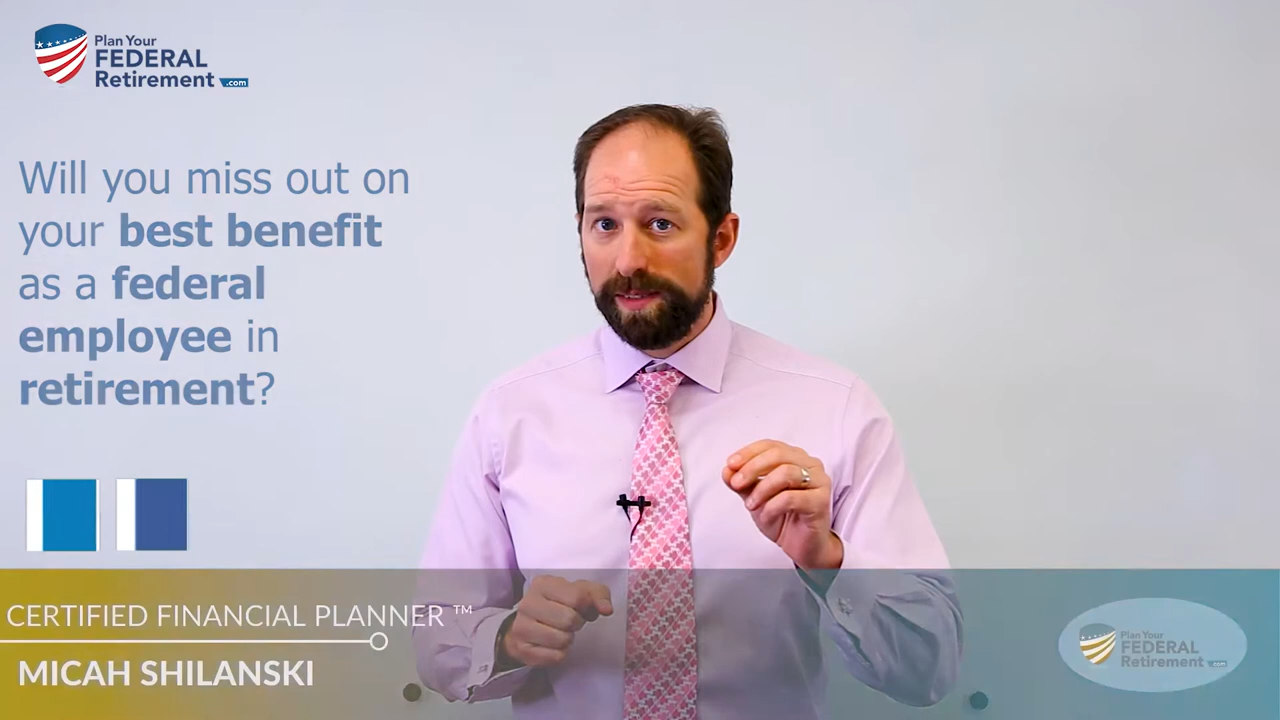 Plan Your
FEDERAL
Retirement .com
Will you miss out on
your best benefit
as a federal
employee in
retirement?
CERTIFIED FINANCIAL PLANNER ™
MICAH SHILANSKI
Plan Your
FEDERAL
Retirement .com